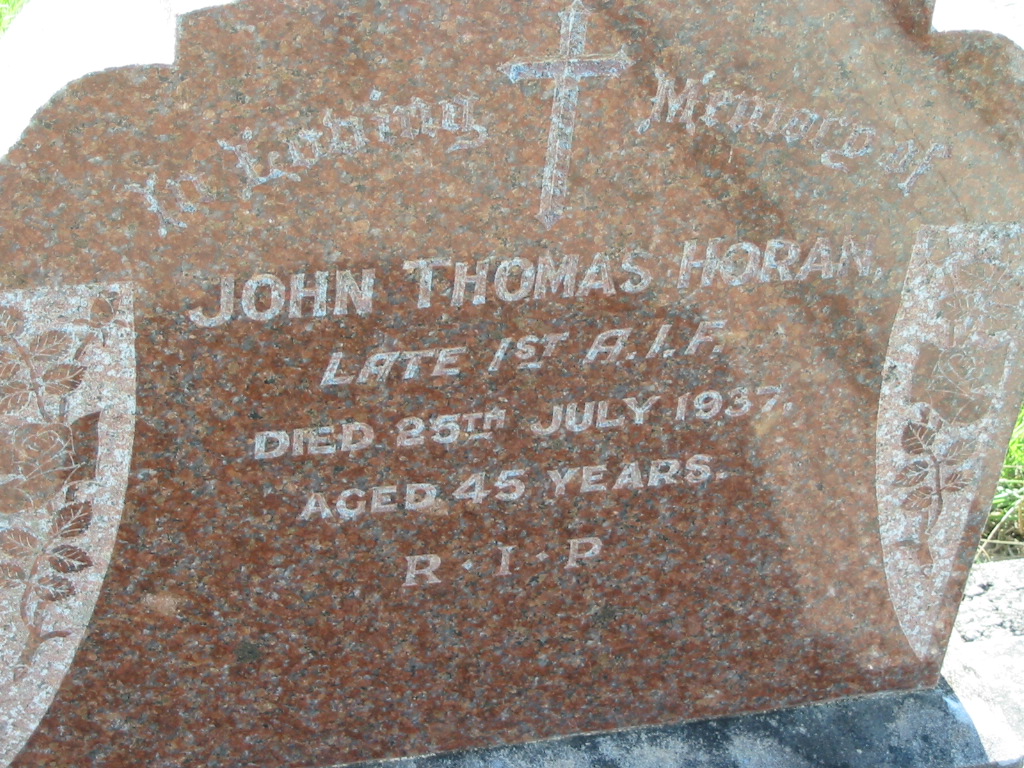 In Loving Memory of
JOHN THOMAS HORAN,
LATE 1ST A.I.F.
DIED 25TH JULY 1937.
AGED 45 YEARS.
R·I·P